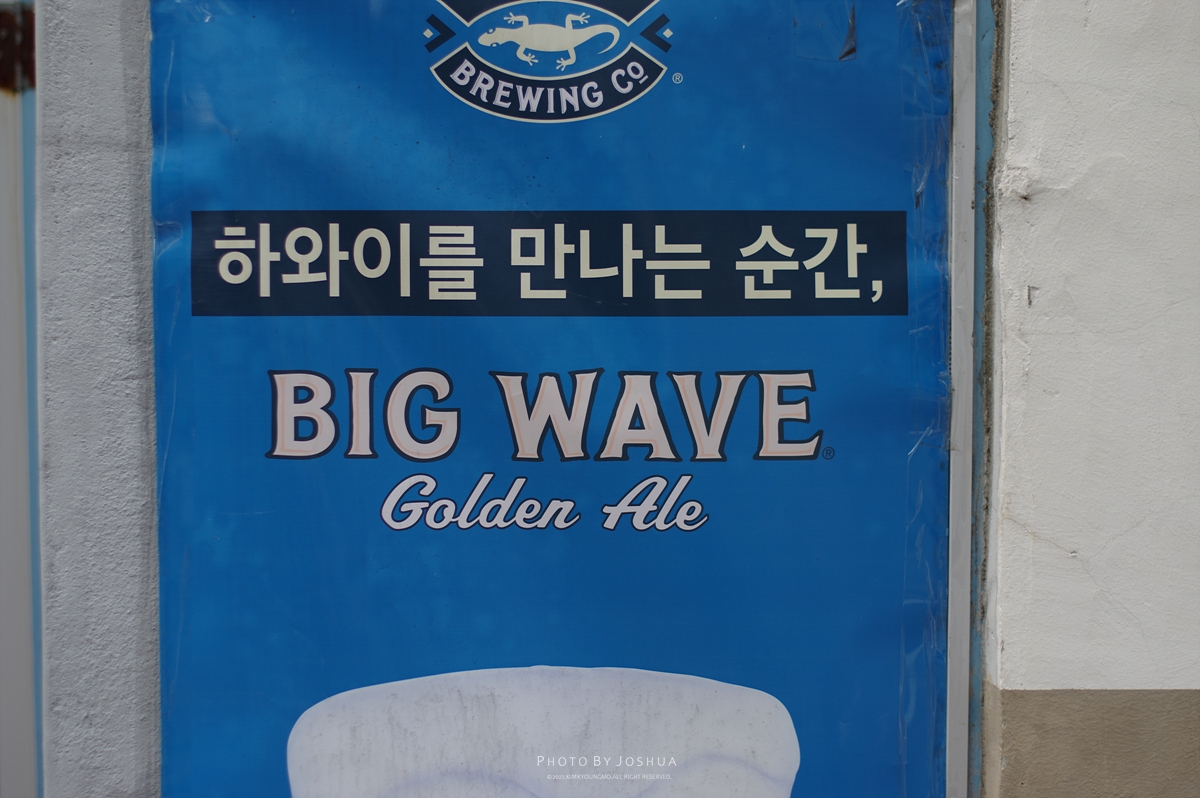 BREWING CO ®
하와이를 만나는 순간,
BIG WAVE®
Golden Ale
PHOTO BY JOSHUA